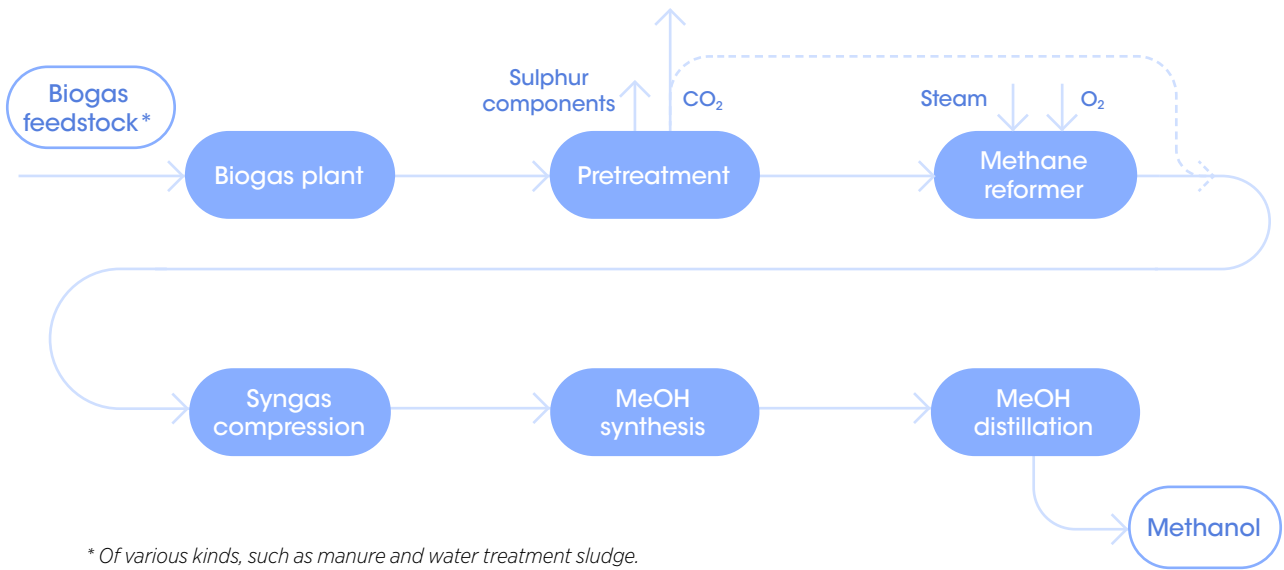 Biogas
feedstock*
Sulphur
components
CO₂
Steam
O₂
Biogas plant
Pretreatment
Methane
reformer
Syngas
compression
MeOH
synthesis
MeOH
distillation
Methanol
* Of various kinds, such as manure and water treatment sludge.